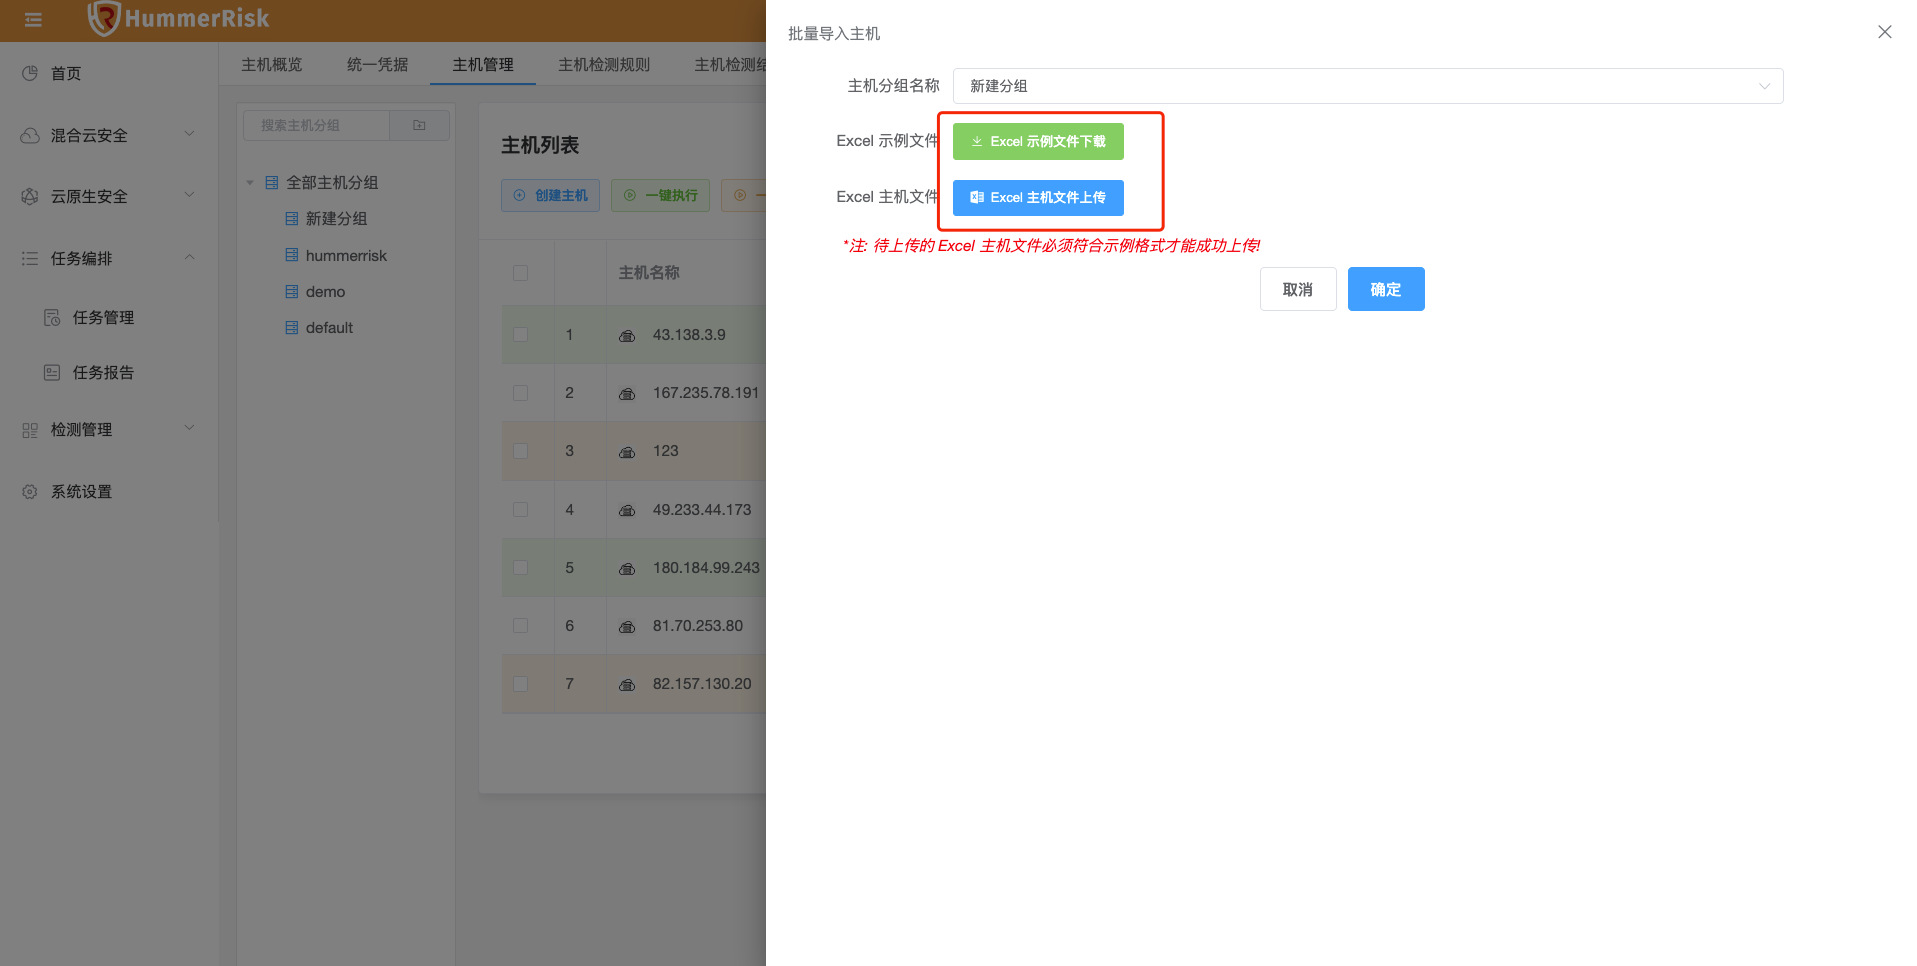 HummerRisk
首页
混合云安全
云原生安全
任务编排
任务管理
任务报告
检测管理
系统设置
主机概览
统一凭据
主机管理
主机检测规则
主机检测结
搜索主机分组
全部主机分组
新建分组
hummerrisk
demo
default
主机列表
创建主机
一键执行
一
主机名称
1 43.138.3.9
2 167.235.78.191
3 123
4 49.233.44.173
5 180.184.99.243
6 81.70.253.80
7 82.157.130.20
批量导入主机
主机分组名称 新建分组
Excel 示例文件 Excel 示例文件下载
Excel 主机文件 Excel 主机文件上传
*注: 待上传的 Excel 主机文件必须符合示例格式才能成功上传!
取消 确定